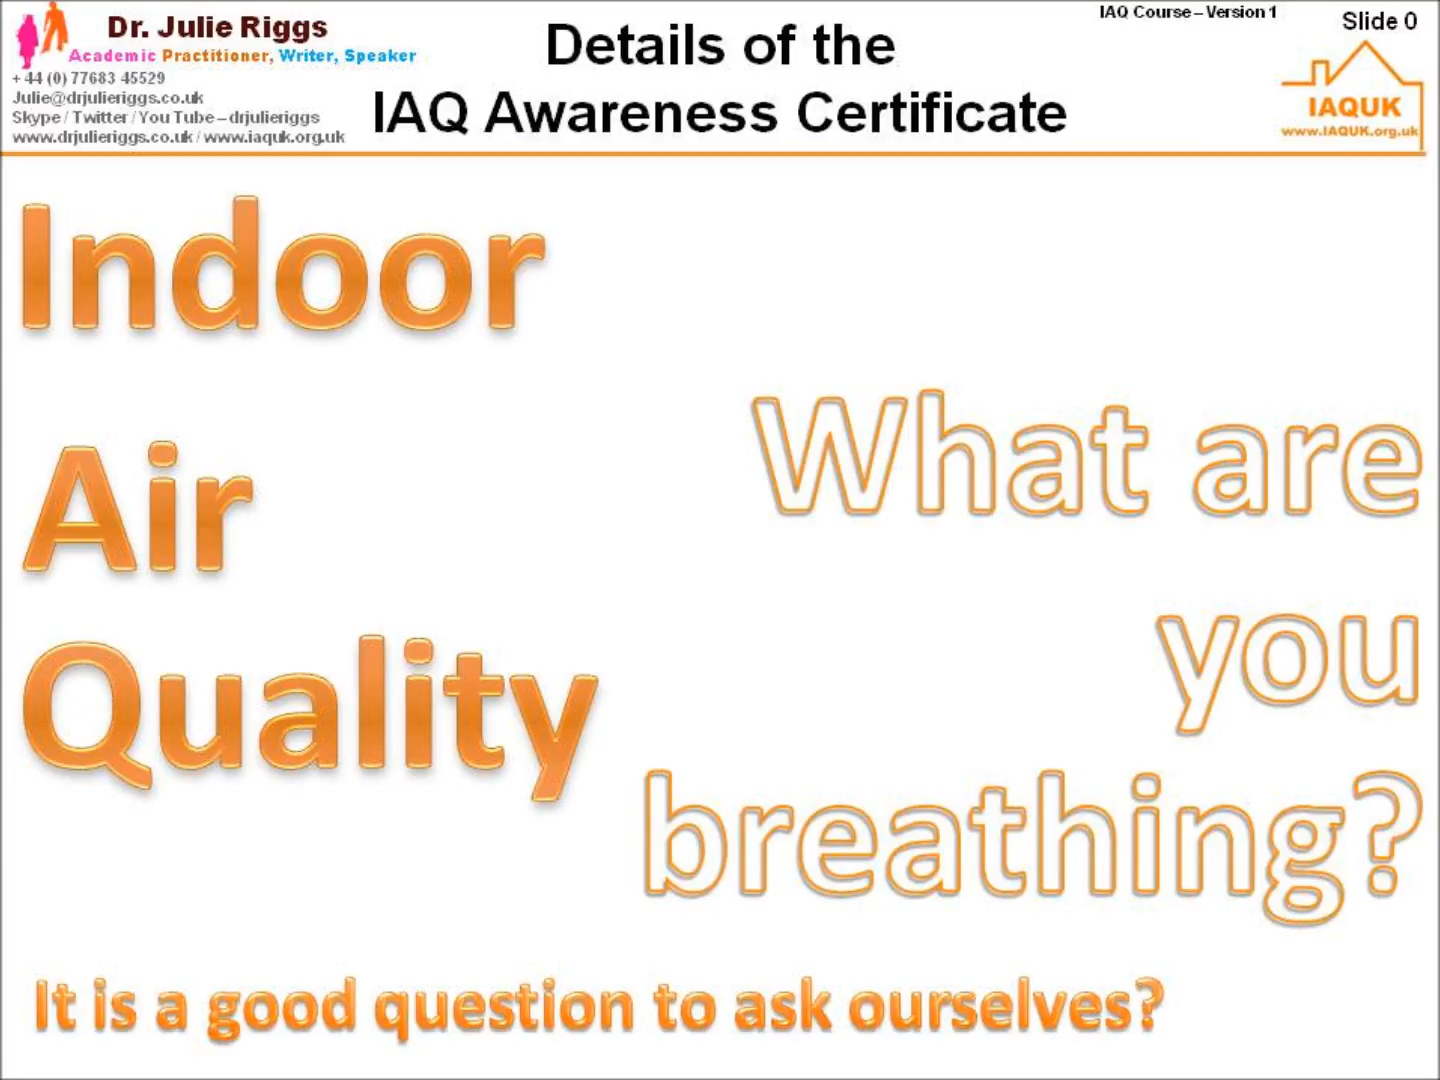 Dr. Julie Riggs
Academic Practitioner, Writer, Speaker
+ 44 (0) 77683 45529
Julie@drjulieriggs.co.uk
Skype / Twitter / You Tube – drjulieriggs
www.drjulieriggs.co.uk / www.iaquk.org.uk
Details of the
IAQ Awareness Certificate
IAQ Course – Version 1
Slide 0
IAQUK
www.IAQUK.org.uk
Indoor
Air
Quality
What are
you
breathing?
It is a good question to ask ourselves?